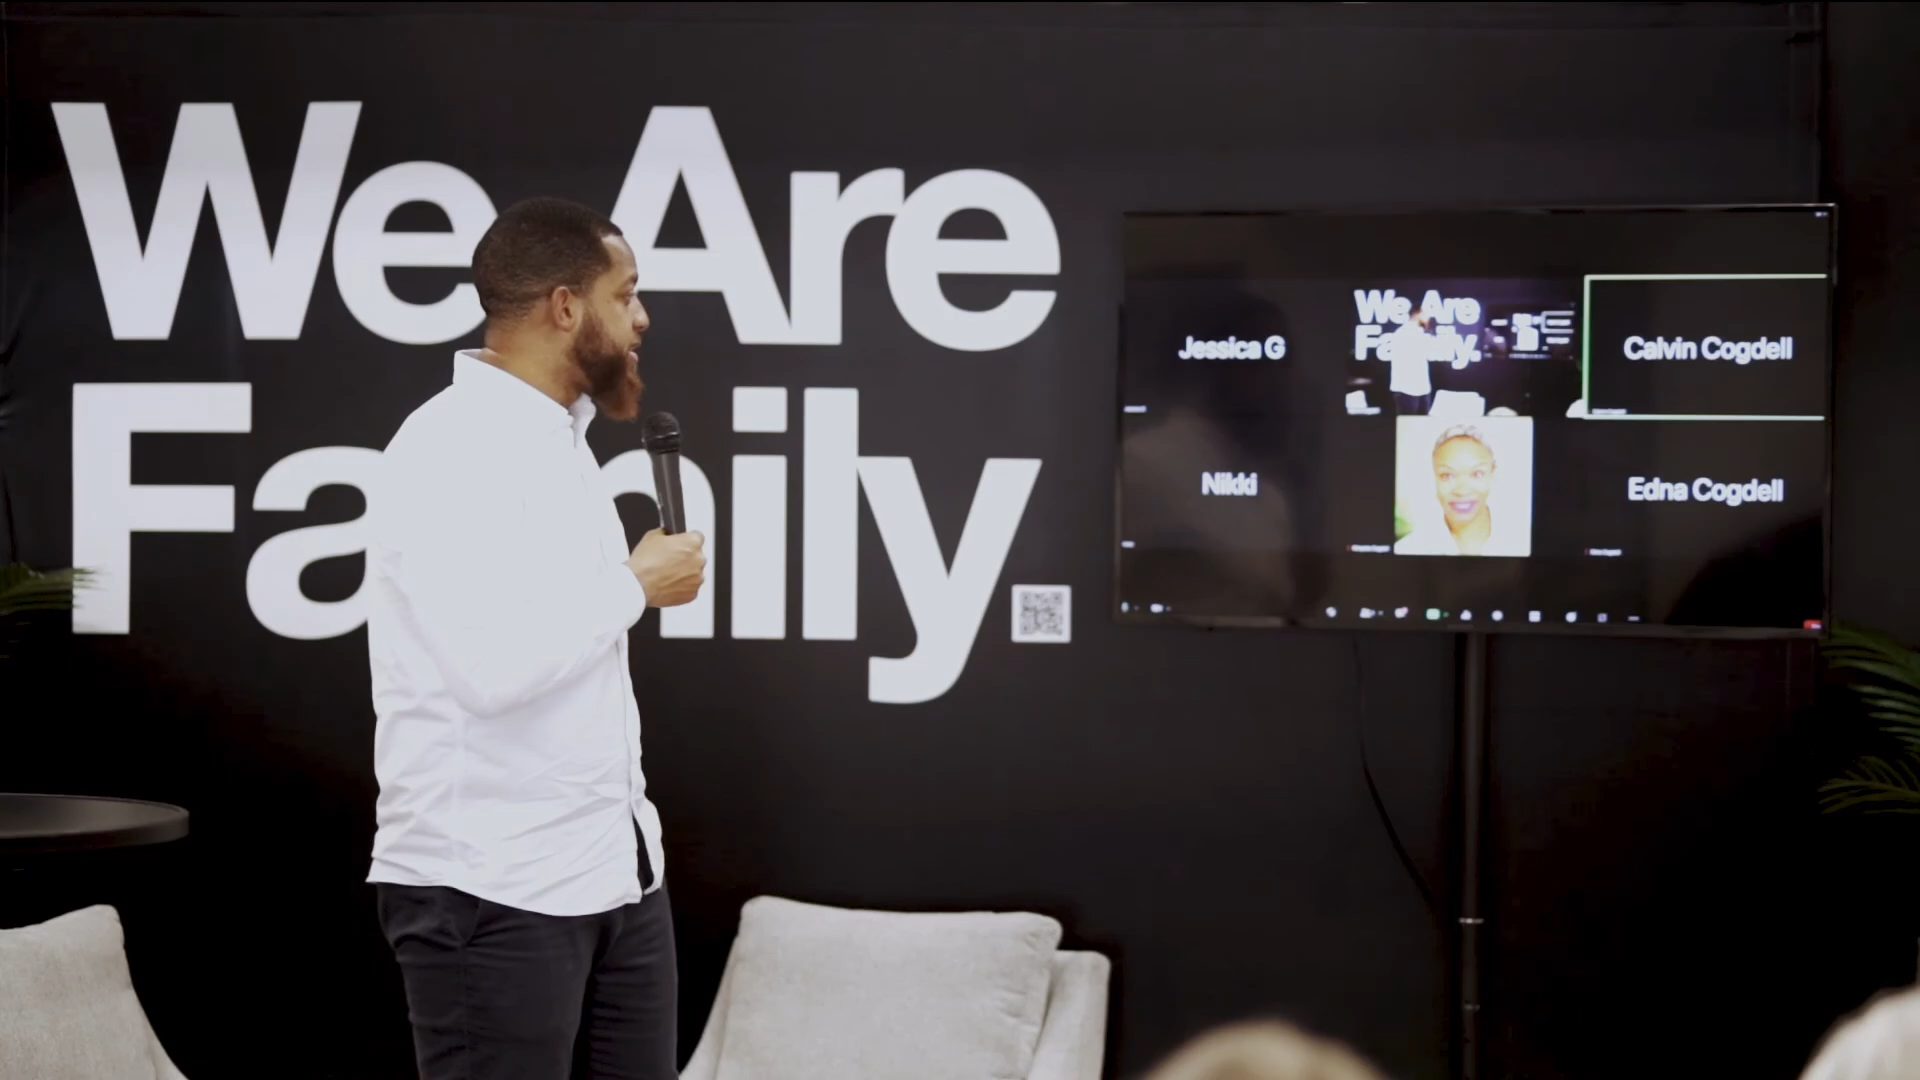 We Are
Family.
Jessica G
We Are
Family.
Calvin Cogdell
Nikki
Edna Cogdell